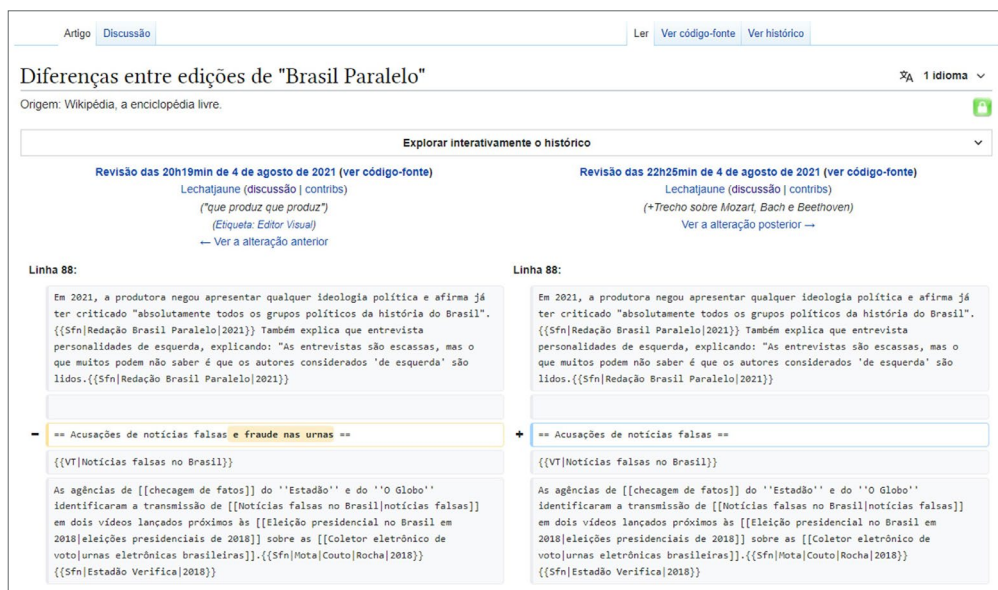 Artigo Discussão Ler Ver código-fonte Ver histórico
Diferenças entre edições de "Brasil Paralelo"
1 idioma
Origem: Wikipédia, a enciclopédia livre.
Explorar interativamente o histórico
Revisão das 20h19min de 4 de agosto de 2021 (ver código-fonte)
Lechatjaune (discussão | contribs)
("que produz que produz")
(Etiqueta: Editor Visual)
← Ver a alteração anterior
Revisão das 22h25min de 4 de agosto de 2021 (ver código-fonte)
Lechatjaune (discussão | contribs)
(+Trecho sobre Mozart, Bach e Beethoven)
Ver a alteração posterior →
Linha 88:
Em 2021, a produtora negou apresentar qualquer ideologia política e afirma já
ter criticado "absolutamente todos os grupos políticos da história do Brasil".
{{Sfn|Redação Brasil Paralelo|2021}} Também explica que entrevista
personalidades de esquerda, explicando: "As entrevistas são escassas, mas o
que muitos podem não saber é que os autores considerados 'de esquerda' são
lidos.{{Sfn|Redação Brasil Paralelo|2021}}
− == Acusações de notícias falsas e fraude nas urnas ==
{{VT|Notícias falsas no Brasil}}
As agências de [[checagem de fatos]] do ''Estadão'' e do ''O Globo''
identificaram a transmissão de [[Notícias falsas no Brasil|notícias falsas]]
em dois vídeos lançados próximos às [[Eleição presidencial no Brasil em
2018|eleições presidenciais de 2018]] sobre as [[Coletor eletrônico de
voto|urnas eletrônicas brasileiras]].{{Sfn|Mota|Couto|Rocha|2018}}
{{Sfn|Estadão Verifica|2018}}
Linha 88:
Em 2021, a produtora negou apresentar qualquer ideologia política e afirma já
ter criticado "absolutamente todos os grupos políticos da história do Brasil".
{{Sfn|Redação Brasil Paralelo|2021}} Também explica que entrevista
personalidades de esquerda, explicando: "As entrevistas são escassas, mas o
que muitos podem não saber é que os autores considerados 'de esquerda' são
lidos.{{Sfn|Redação Brasil Paralelo|2021}}
+ == Acusações de notícias falsas ==
{{VT|Notícias falsas no Brasil}}
As agências de [[checagem de fatos]] do ''Estadão'' e do ''O Globo''
identificaram a transmissão de [[Notícias falsas no Brasil|notícias falsas]]
em dois vídeos lançados próximos às [[Eleição presidencial no Brasil em
2018|eleições presidenciais de 2018]] sobre as [[Coletor eletrônico de
voto|urnas eletrônicas brasileiras]].{{Sfn|Mota|Couto|Rocha|2018}}
{{Sfn|Estadão Verifica|2018}}